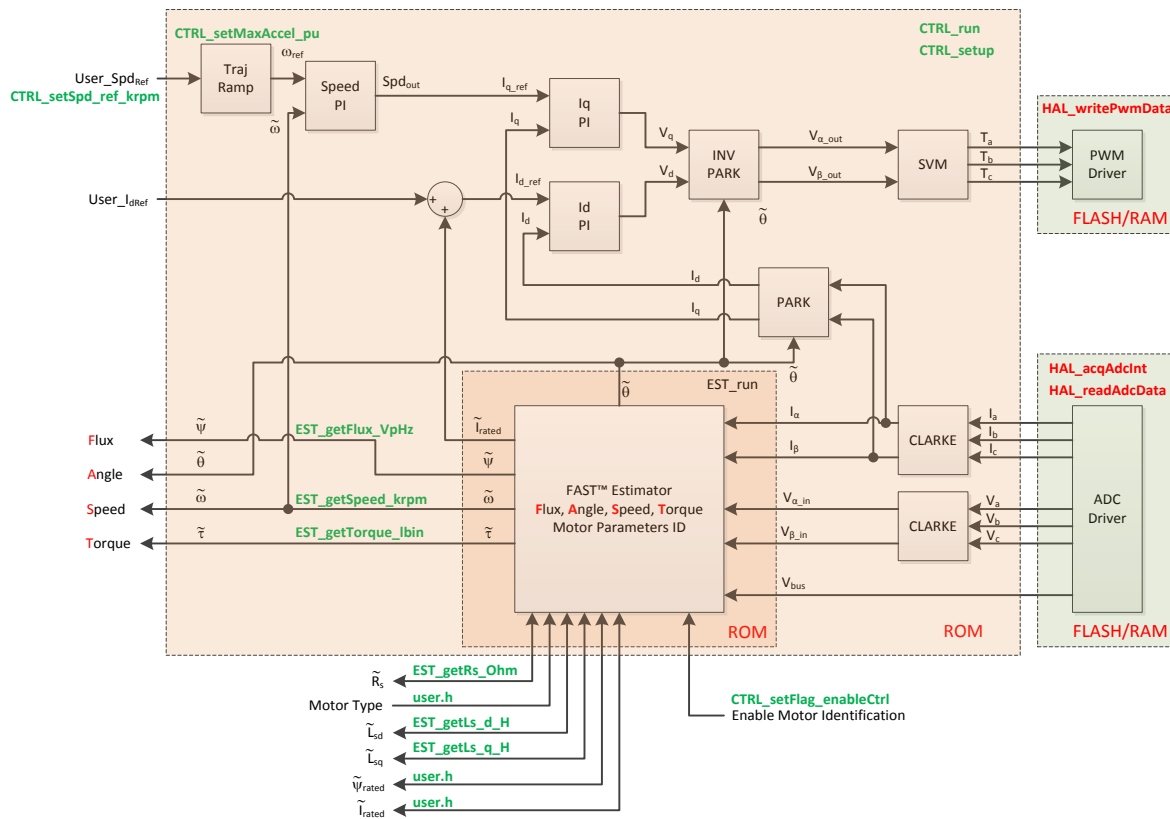 CTRL_setMaxAccel_pu
CTRL_run
CTRL_setup
User_SpdRef
CTRL_setSpd_ref_krpm
Traj
Ramp
ωref
Speed
PI
ω̃
Spdout
Iq_ref
Iq
Iq
PI
Vq
INV
PARK
Vα_out
Vβ_out
SVM
Ta
Tb
Tc
HAL_writePwmData
PWM
Driver
FLASH/RAM
User_IdRef
+
+
Id_ref
Id
Id
PI
Vd
θ̃
Id
Iq
PARK
θ̃
θ̃
EST_run
HAL_acqAdcInt
HAL_readAdcData
Flux
ψ̃
EST_getFlux_VpHz
Ĩrated
ψ̃
Angle
θ̃
Speed
ω̃
EST_getSpeed_krpm
ω̃
Torque
τ̃
EST_getTorque_lbin
τ̃
FAST™ Estimator
Flux, Angle, Speed, Torque
Motor Parameters ID
Iα
Iβ
CLARKE
Ia
Ib
Ic
Vα_in
Vβ_in
CLARKE
Va
Vb
Vc
Vbus
ADC
Driver
ROM
ROM
FLASH/RAM
R̃s
EST_getRs_Ohm
Motor Type
user.h
L̃sd
EST_getLs_d_H
L̃sq
EST_getLs_q_H
ψ̃rated
user.h
Ĩrated
user.h
CTRL_setFlag_enableCtrl
Enable Motor Identification